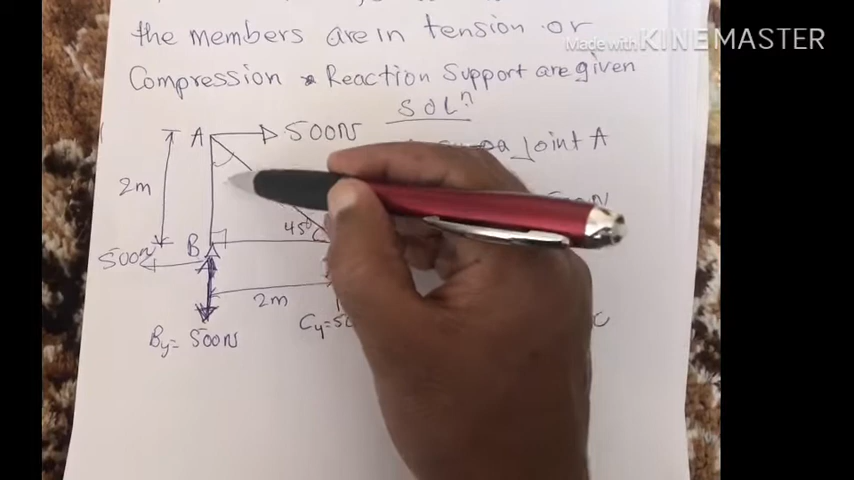 the members are in tension or
Made with KINEMASTER
Compression Reaction Support are given
SOLⁿ
A 500N
Joint A
2m
45°
B
500N
2m
By= 500N